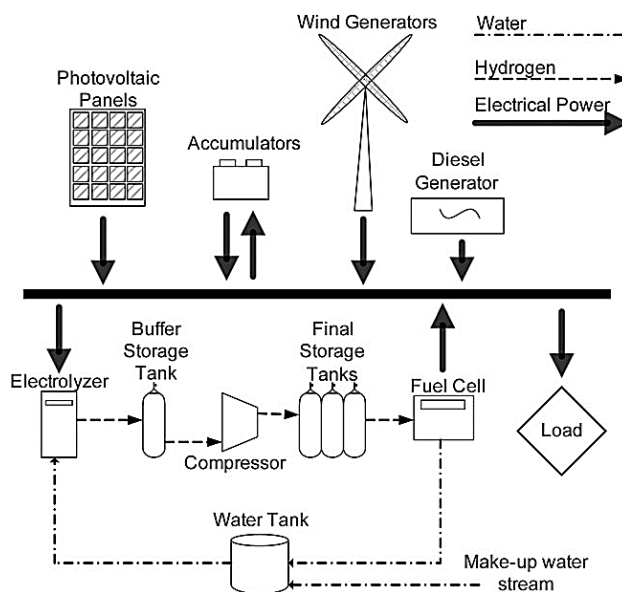 Wind Generators
Water
Hydrogen
Electrical Power
Photovoltaic
Panels
Accumulators
Diesel
Generator
Electrolyzer
Buffer
Storage
Tank
Compressor
Final
Storage
Tanks
Fuel Cell
Load
Water Tank
Make-up water
stream